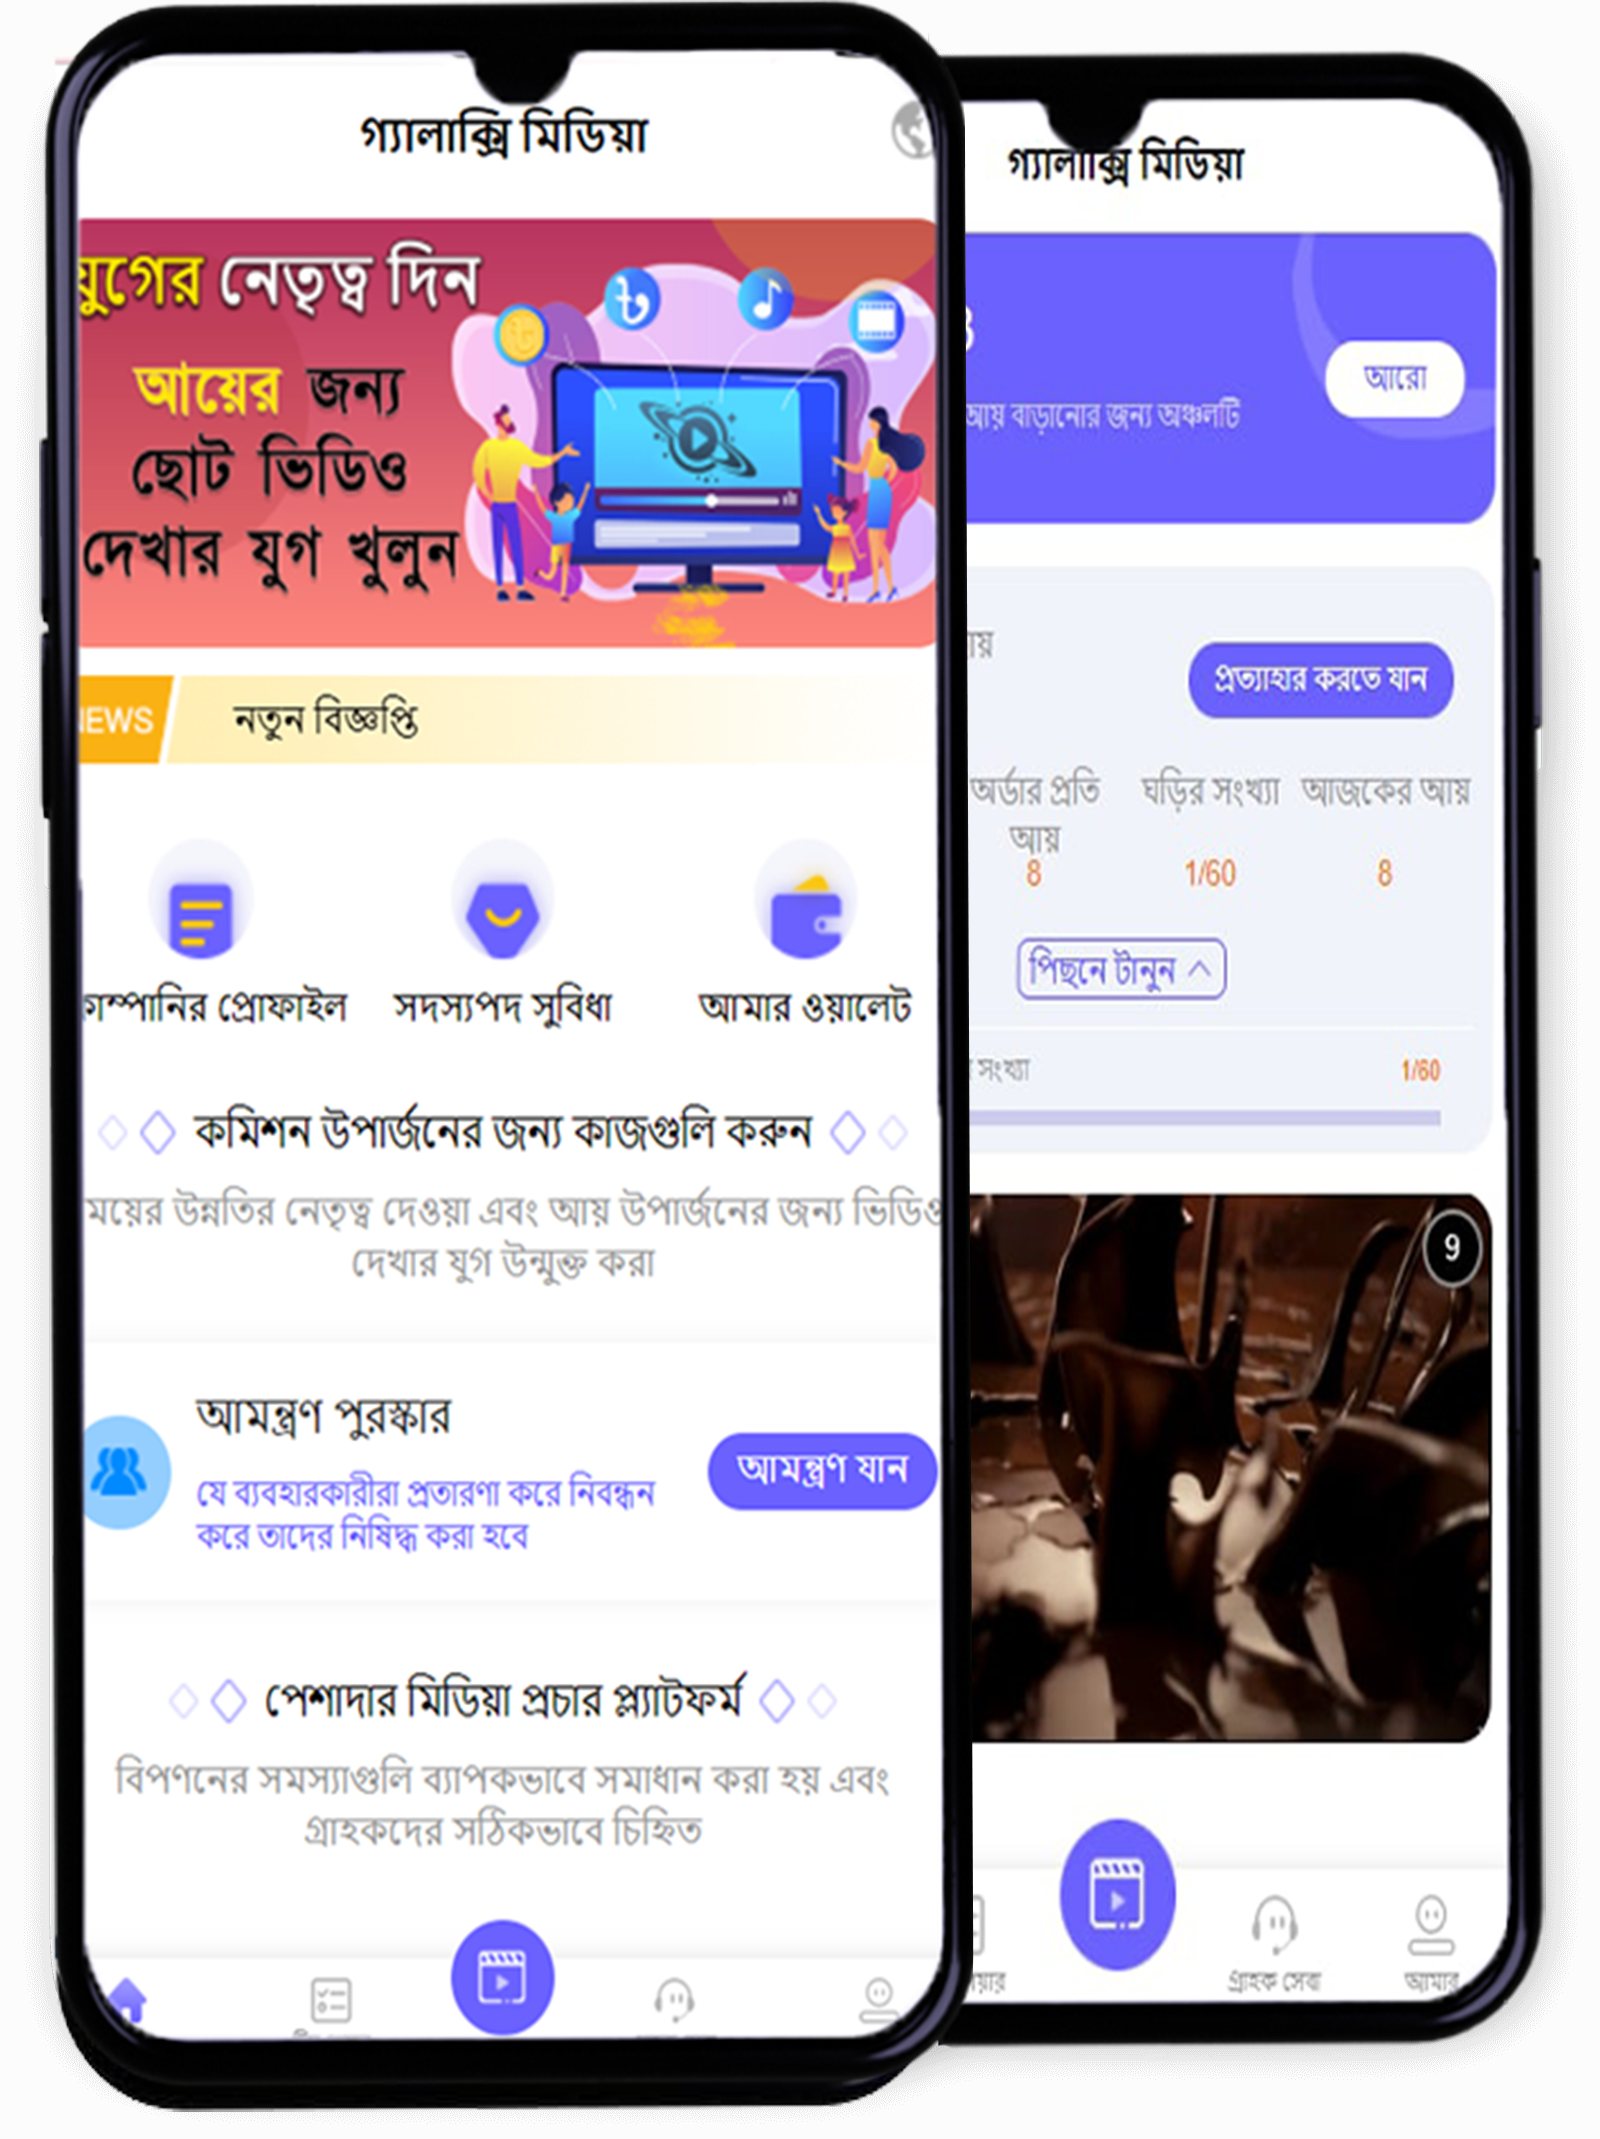 গ্যালাক্সি মিডিয়া
যুগের নেতৃত্ব দিন
আয়ের জন্য
ছোট ভিডিও
দেখার যুগ খুলুন
NEWS
নতুন বিজ্ঞপ্তি
কোম্পানির প্রোফাইল
সদস্যপদ সুবিধা
আমার ওয়ালেট
কমিশন উপার্জনের জন্য কাজগুলি করুন
ময়ের উন্নতির নেতৃত্ব দেওয়া এবং আয় উপার্জনের জন্য ভিডিও
দেখার যুগ উন্মুক্ত করা
আমন্ত্রণ পুরস্কার
যে ব্যবহারকারীরা প্রতারণা করে নিবন্ধন
করে তাদের নিষিদ্ধ করা হবে
আমন্ত্রণ যান
পেশাদার মিডিয়া প্রচার প্ল্যাটফর্ম
বিপণনের সমস্যাগুলি ব্যাপকভাবে সমাধান করা হয় এবং
গ্রাহকদের সঠিকভাবে চিহ্নিত
গ্যালাক্সি মিডিয়া
আরো
আয় বাড়ানোর জন্য অঞ্চলটি
প্রত্যাহার করতে যান
অর্ডার প্রতি
আয়
ঘড়ির সংখ্যা
আজকের আয়
8
1/60
8
পিছনে টানুন
সংখ্যা
1/60
9
গ্রাহক সেবা
আমার